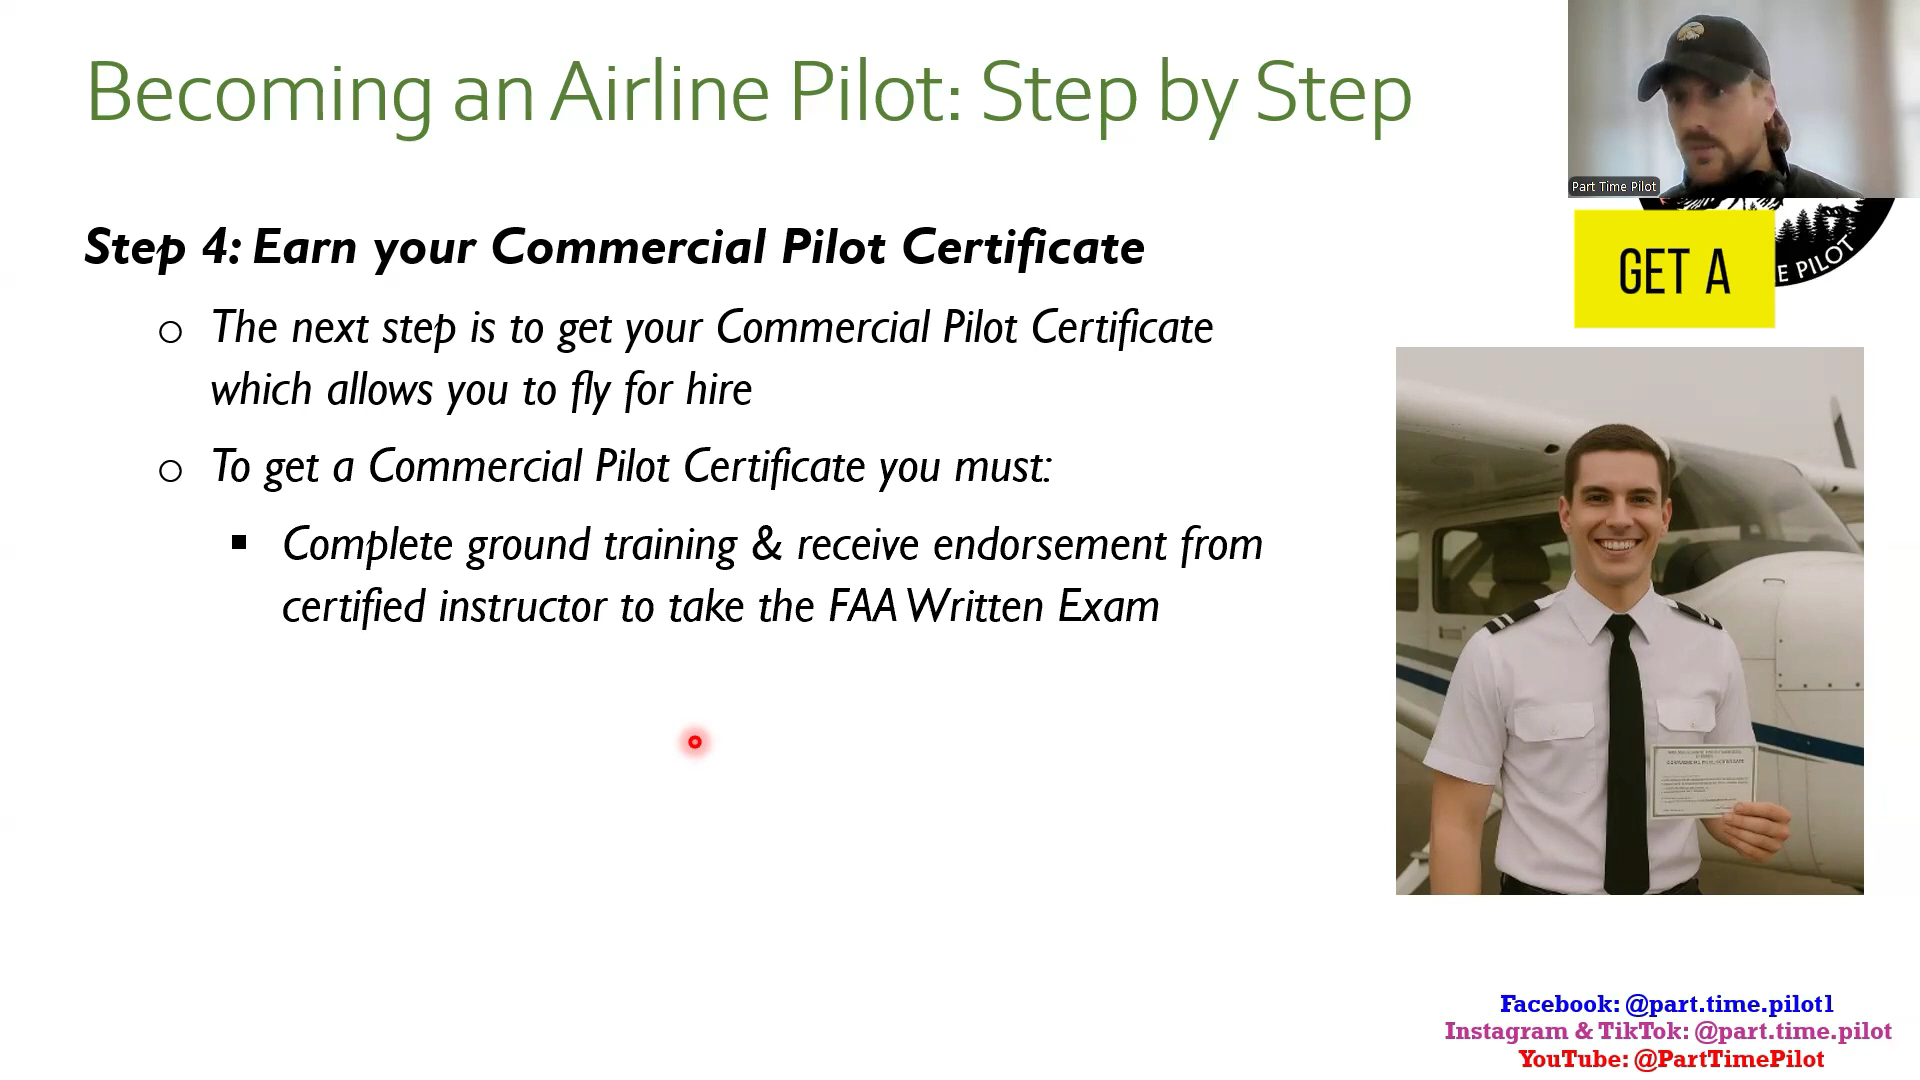 Becoming an Airline Pilot: Step by Step
Part Time Pilot
GET A
E PILOT
Step 4: Earn your Commercial Pilot Certificate
The next step is to get your Commercial Pilot Certificate
which allows you to fly for hire
To get a Commercial Pilot Certificate you must:
Complete ground training & receive endorsement from
certified instructor to take the FAA Written Exam
Facebook: @part.time.pilot1
Instagram & TikTok: @part.time.pilot
YouTube: @PartTimePilot